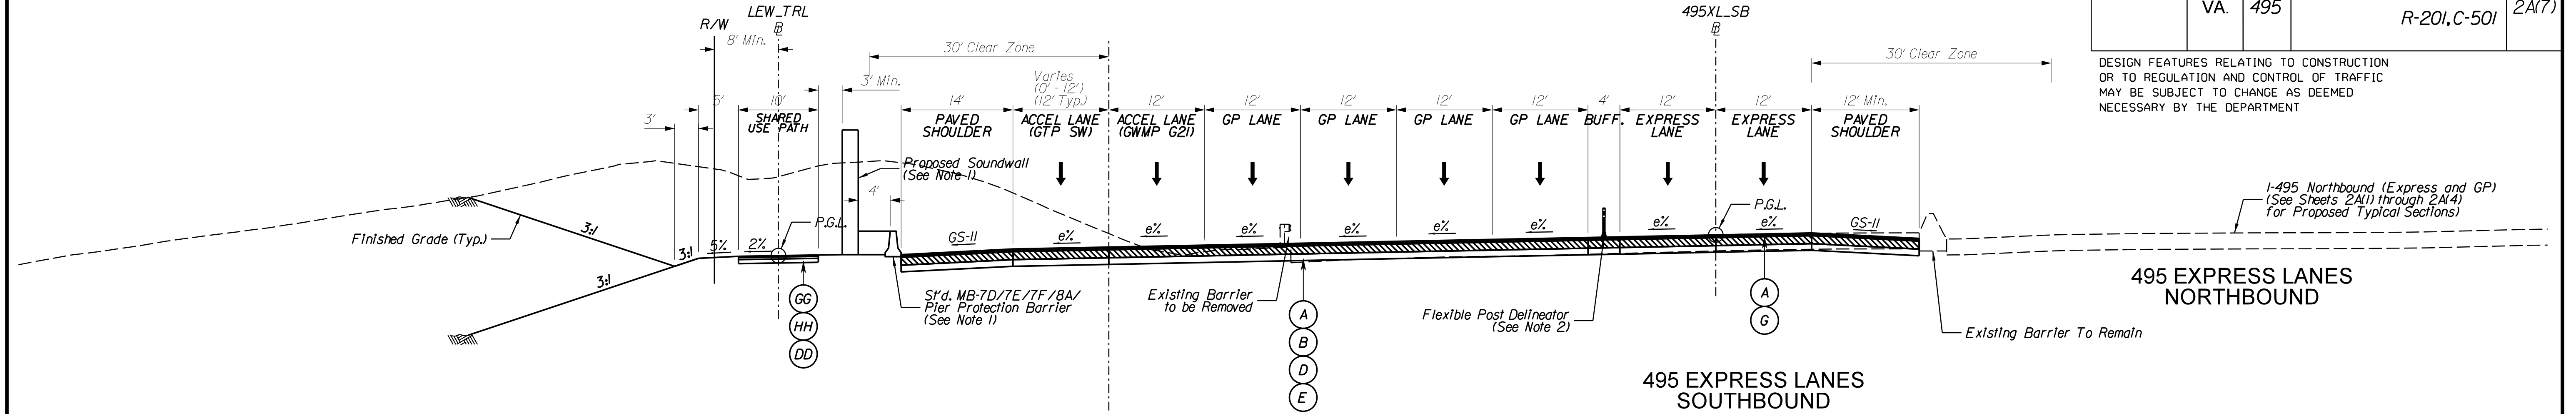 LEW_TRL
B
R/W
8' Min.
30' Clear Zone
3' Min.
5'
10'
SHARED
USE PATH
3'
14'
PAVED
SHOULDER
Varies
(0' - 12')
(12' Typ.)
ACCEL LANE
(GTP SW)
12'
ACCEL LANE
(GWMP G21)
12'
GP LANE
12'
GP LANE
12'
GP LANE
12'
GP LANE
4'
BUFF.
12'
EXPRESS
LANE
495XL_SB
B
12'
EXPRESS
LANE
12' Min.
PAVED
SHOULDER
30' Clear Zone
VA.
495
R-201, C-501
2A(7)
DESIGN FEATURES RELATING TO CONSTRUCTION
OR TO REGULATION AND CONTROL OF TRAFFIC
MAY BE SUBJECT TO CHANGE AS DEEMED
NECESSARY BY THE DEPARTMENT
Proposed Soundwall
(See Note 1)
4'
Finished Grade (Typ.)
3:1
3:1
3:1
5%
2%
P.G.L.
GS-11
e%
e%
e%
e%
e%
e%
e%
P.G.L.
e%
GS-11
I-495 Northbound (Express and GP)
(See Sheets 2A(1) through 2A(4)
for Proposed Typical Sections)
GG
HH
DD
St'd. MB-7D/7E/7F/8A/
Pier Protection Barrier
(See Note 1)
Existing Barrier
to be Removed
A
B
D
E
Flexible Post Delineator
(See Note 2)
A
G
Existing Barrier To Remain
495 EXPRESS LANES
NORTHBOUND
495 EXPRESS LANES
SOUTHBOUND